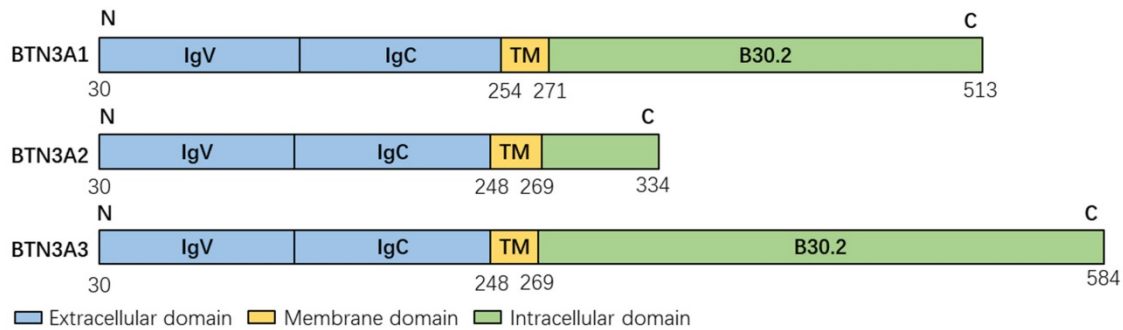 N C
BTN3A1 IgV IgC TM B30.2
30 254 271 513
N C
BTN3A2 IgV IgC TM
30 248 269 334
N C
BTN3A3 IgV IgC TM B30.2
30 248 269 584
Extracellular domain Membrane domain Intracellular domain